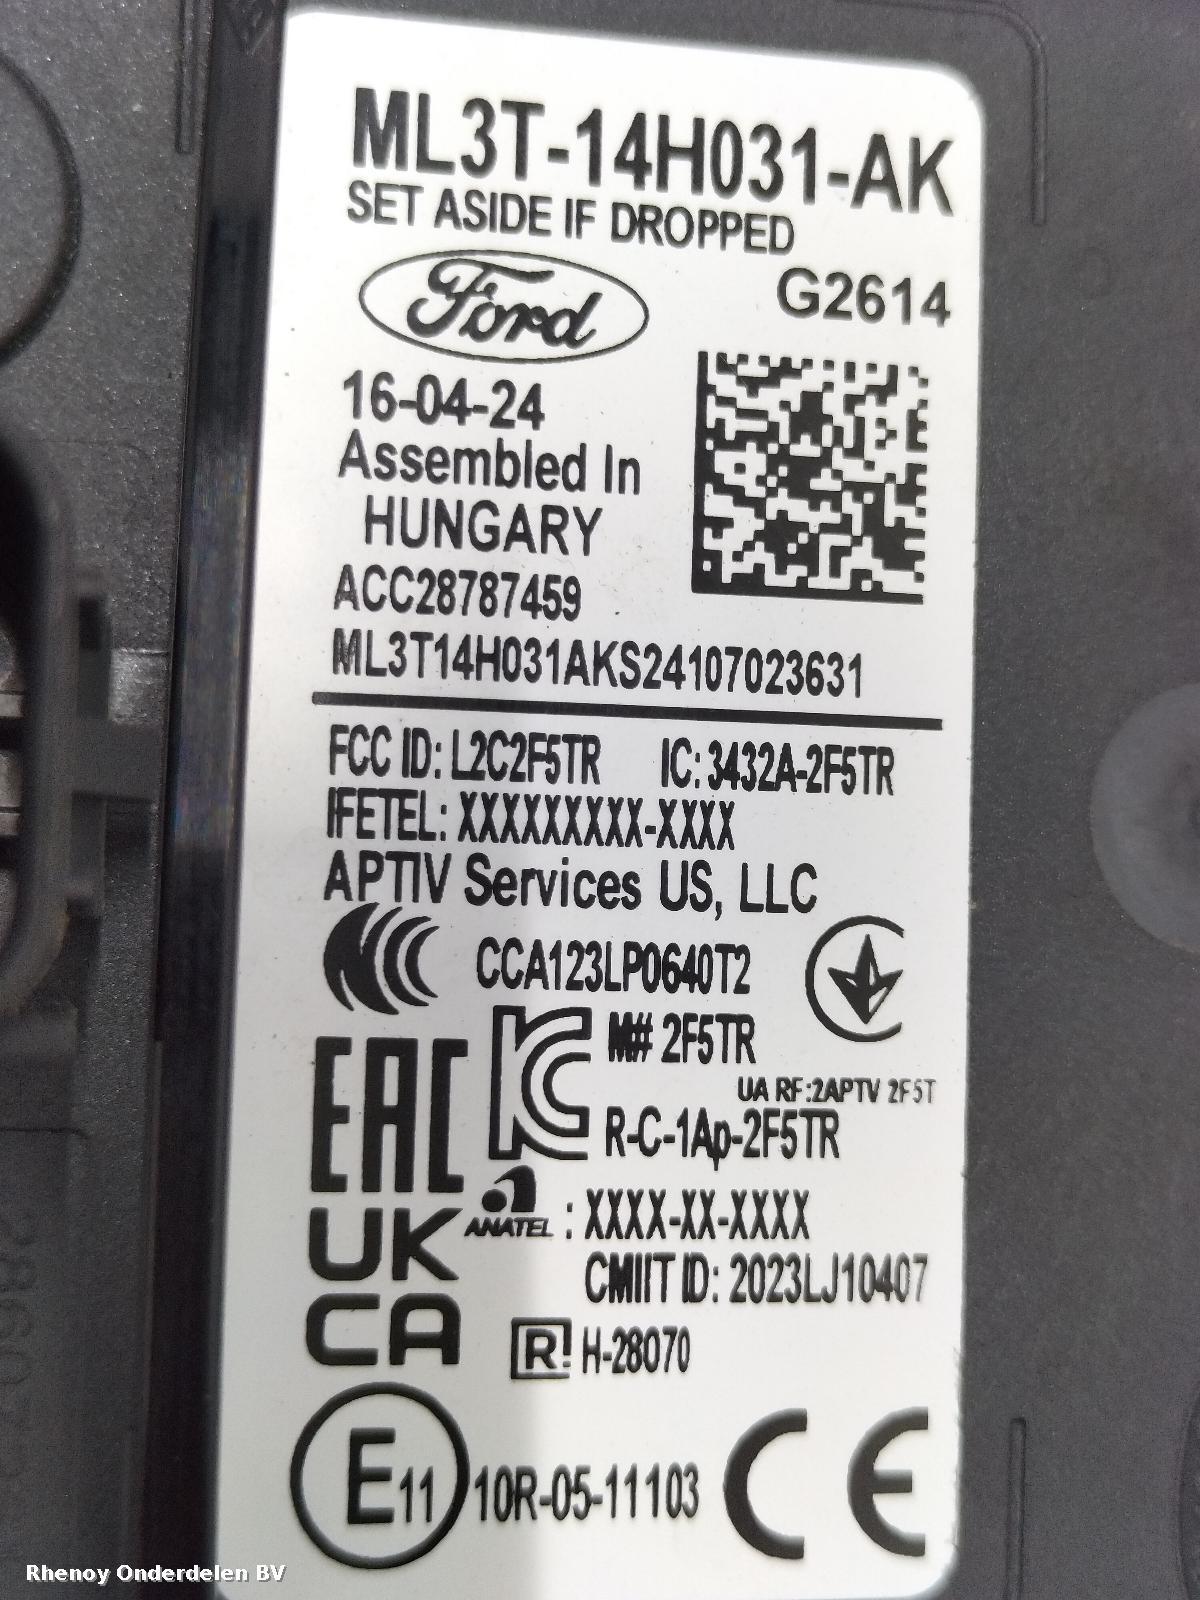 ML3T-14H031-AK
SET ASIDE IF DROPPED
Ford
G2614
16-04-24
Assembled In
HUNGARY
ACC28787459
ML3T14H031AKS24107023631
FCC ID: L2C2F5TR IC: 3432A-2F5TR
IFETEL: XXXXXXXXX-XXXX
APTIV Services US, LLC
CCA123LP0640T2
M# 2F5TR
UA RF:2APTV 2F5T
R-C-1Ap-2F5TR
EAC
KC
ANATEL : XXXX-XX-XXXX
UK
CA
CMIIT ID: 2023LJ10407
R H-28070
E11 10R-05-11103
CE
Rhenoy Onderdelen BV